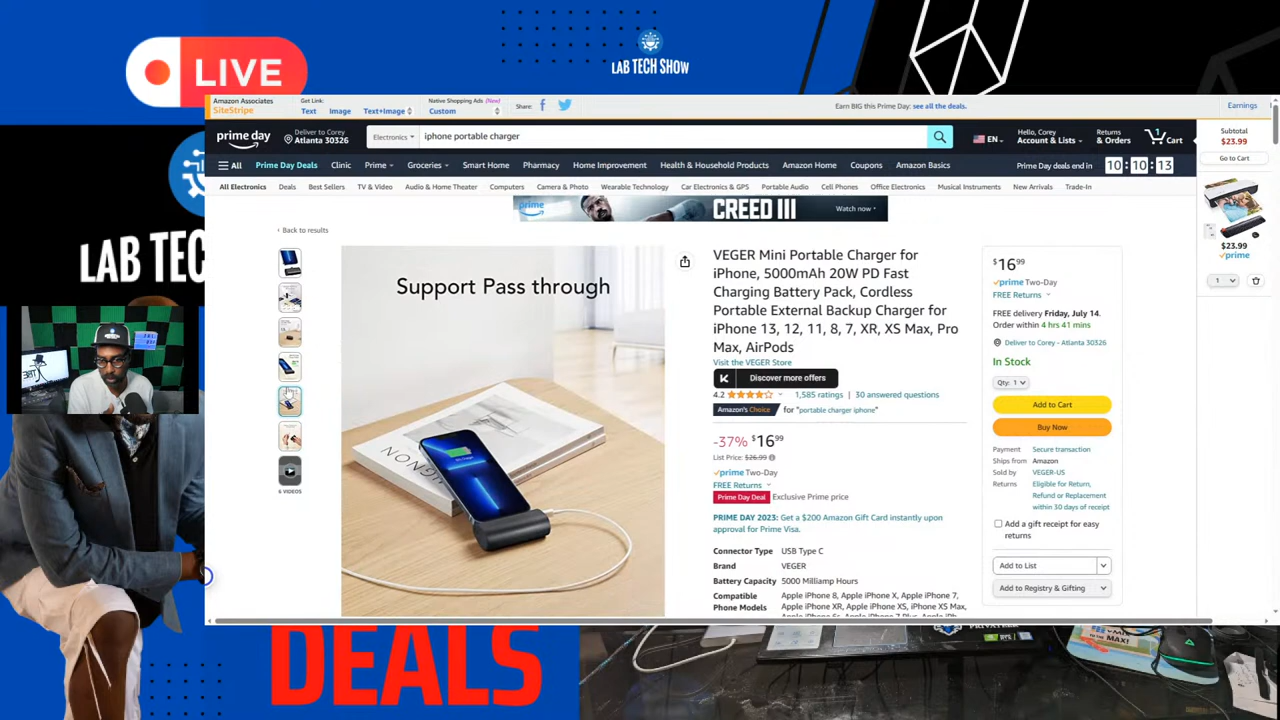 LIVE
LAB TECH SHOW
Amazon Associates
SiteStripe
Get Link:
Text Image Text+Image
Native Shopping Ads (New)
Custom
Share:
Earn BIG this Prime Day: see all the deals.
Earnings
prime day
Deliver to Corey
Atlanta 30326
Electronics
iphone portable charger
EN
Hello, Corey
Account & Lists
Returns
& Orders
1
Cart
Subtotal
$23.99
Go to Cart
All Prime Day Deals Clinic Prime Groceries Smart Home Pharmacy Home Improvement Health & Household Products Amazon Home Coupons Amazon Basics
Prime Day deals end in 10 : 10 : 13
All Electronics Deals Best Sellers TV & Video Audio & Home Theater Computers Camera & Photo Wearable Technology Car Electronics & GPS Portable Audio Cell Phones Office Electronics Musical Instruments New Arrivals Trade-In
prime
CREED III
Watch now
‹ Back to results
$23.99
prime
1
LAB TEC
6 VIDEOS
Support Pass through
VEGER Mini Portable Charger for
iPhone, 5000mAh 20W PD Fast
Charging Battery Pack, Cordless
Portable External Backup Charger for
iPhone 13, 12, 11, 8, 7, XR, XS Max, Pro
Max, AirPods
Visit the VEGER Store
K Discover more offers
4.2 1,585 ratings | 30 answered questions
Amazon's Choice for "portable charger iphone"
-37% $16 99
List Price: $26.99
prime Two-Day
FREE Returns
Prime Day Deal Exclusive Prime price
PRIME DAY 2023: Get a $200 Amazon Gift Card instantly upon
approval for Prime Visa.
Connector Type USB Type C
Brand VEGER
Battery Capacity 5000 Milliamp Hours
Compatible Phone Models Apple iPhone 8, Apple iPhone X, Apple iPhone 7,
Apple iPhone XR, Apple iPhone XS, iPhone XS Max,
$16 99
prime Two-Day
FREE Returns
FREE delivery Friday, July 14.
Order within 4 hrs 41 mins
Deliver to Corey - Atlanta 30326
In Stock
Qty: 1
Add to Cart
Buy Now
Payment Secure transaction
Ships from Amazon
Sold by VEGER-US
Returns Eligible for Return,
Refund or Replacement
within 30 days of receipt
Add a gift receipt for easy
returns
Add to List
Add to Registry & Gifting
DEALS